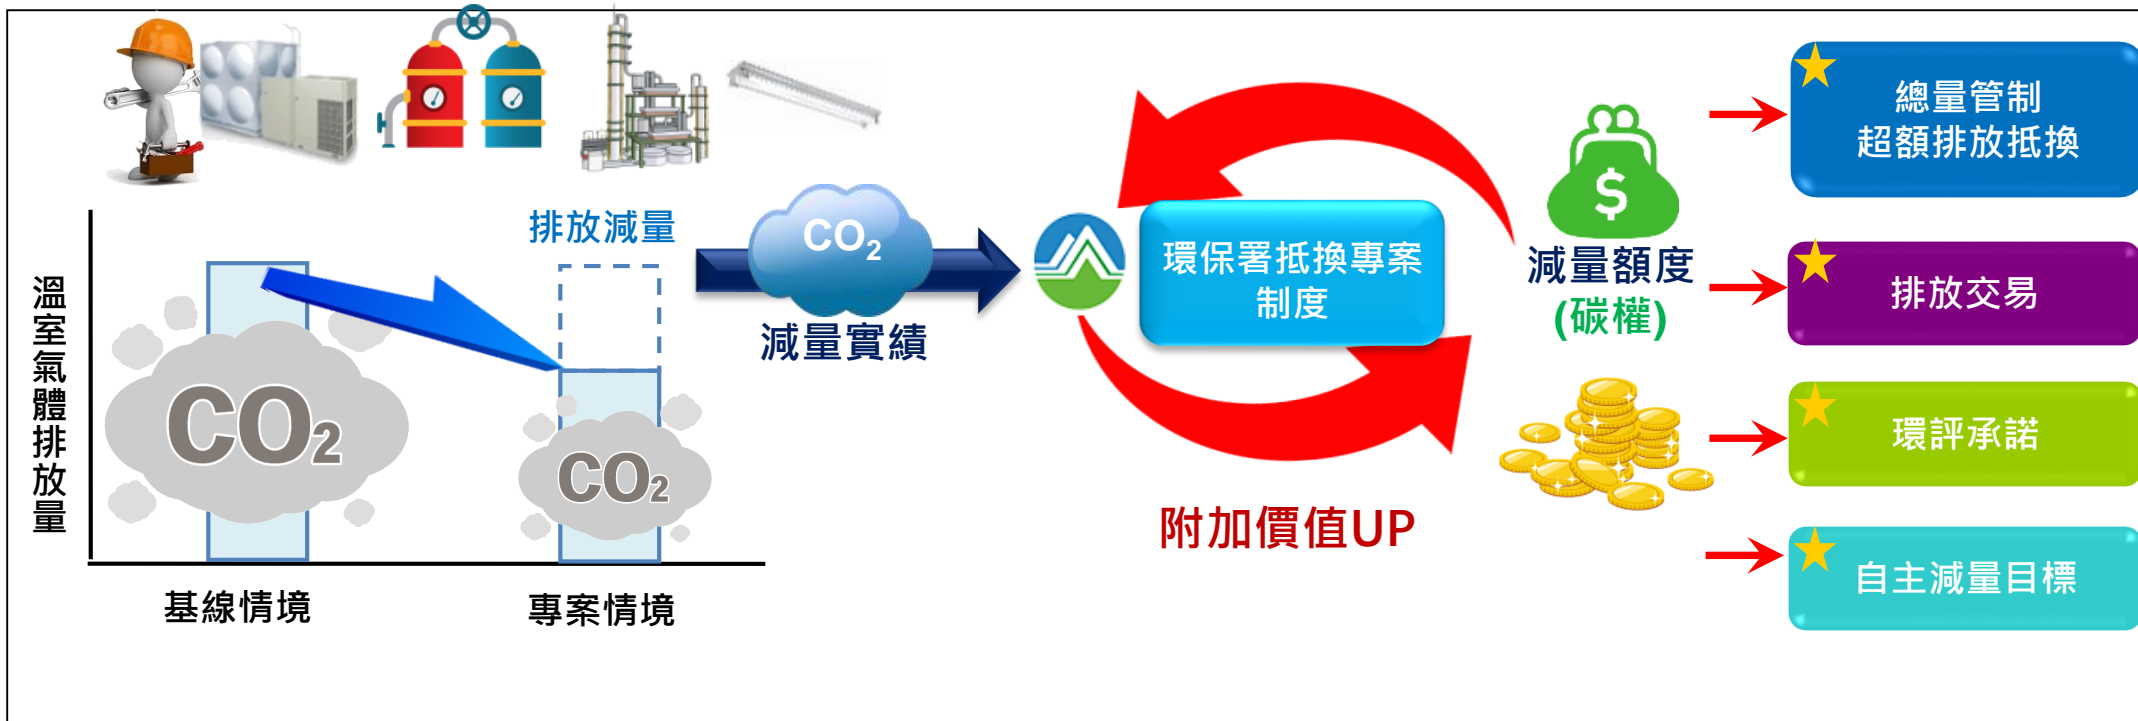 溫室氣體排放量
CO2
基線情境
排放減量
CO2
專案情境
CO2
減量實績
環保署抵換專案
制度
附加價值UP
$
減量額度
(碳權)
總量管制
超額排放抵換
排放交易
環評承諾
自主減量目標